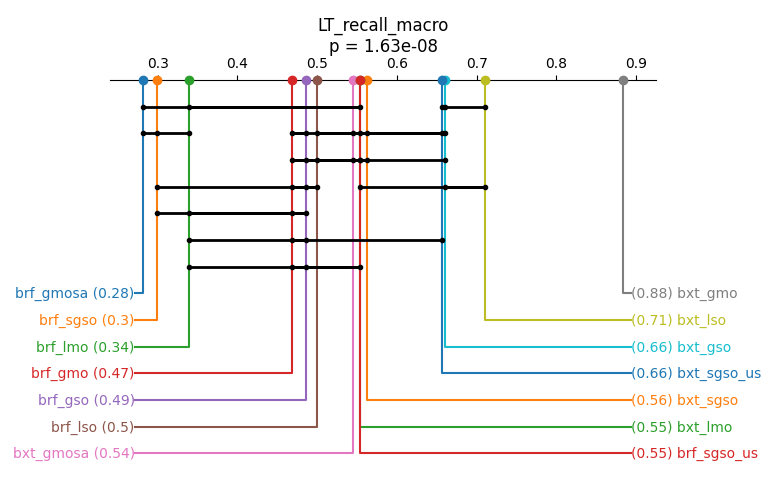 LT_recall_macro
p = 1.63e-08
0.3 0.4 0.5 0.6 0.7 0.8 0.9
brf_gmosa (0.28) (0.88) bxt_gmo
brf_sgso (0.3) (0.71) bxt_lso
brf_lmo (0.34) (0.66) bxt_gso
brf_gmo (0.47) (0.66) bxt_sgso_us
brf_gso (0.49) (0.56) bxt_sgso
brf_lso (0.5) (0.55) bxt_lmo
bxt_gmosa (0.54) (0.55) brf_sgso_us